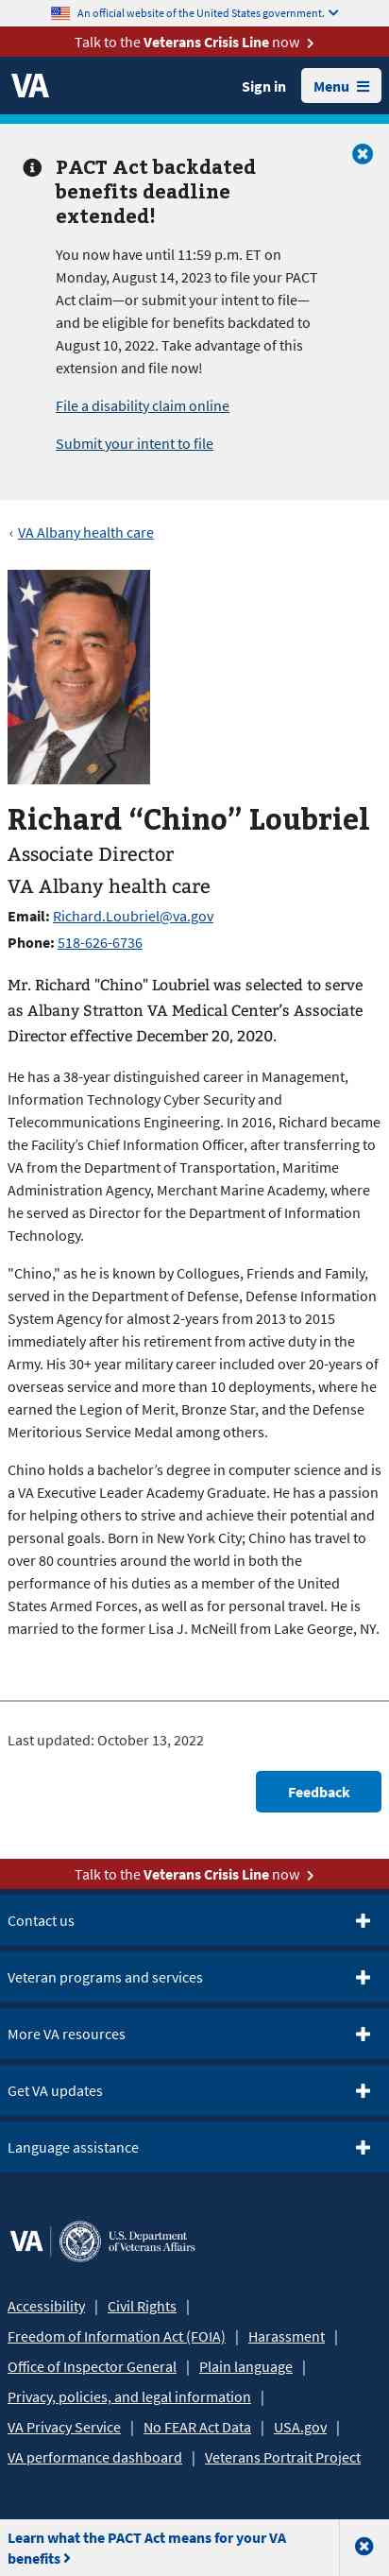 An official website of the United States government.
Talk to the Veterans Crisis Line now
VA
Sign in
Menu
PACT Act backdated
benefits deadline
extended!
You now have until 11:59 p.m. ET on
Monday, August 14, 2023 to file your PACT
Act claim—or submit your intent to file—
and be eligible for benefits backdated to
August 10, 2022. Take advantage of this
extension and file now!
File a disability claim online
Submit your intent to file
‹ VA Albany health care
Richard “Chino” Loubriel
Associate Director
VA Albany health care
Email: Richard.Loubriel@va.gov
Phone: 518-626-6736
Mr. Richard "Chino" Loubriel was selected to serve
as Albany Stratton VA Medical Center’s Associate
Director effective December 20, 2020.
He has a 38-year distinguished career in Management,
Information Technology Cyber Security and
Telecommunications Engineering. In 2016, Richard became
the Facility’s Chief Information Officer, after transferring to
VA from the Department of Transportation, Maritime
Administration Agency, Merchant Marine Academy, where
he served as Director for the Department of Information
Technology.
"Chino," as he is known by Collogues, Friends and Family,
served in the Department of Defense, Defense Information
System Agency for almost 2-years from 2013 to 2015
immediately after his retirement from active duty in the
Army. His 30+ year military career included over 20-years of
overseas service and more than 10 deployments, where he
earned the Legion of Merit, Bronze Star, and the Defense
Meritorious Service Medal among others.
Chino holds a bachelor’s degree in computer science and is
a VA Executive Leader Academy Graduate. He has a passion
for helping others to strive and achieve their potential and
personal goals. Born in New York City; Chino has travel to
over 80 countries around the world in both the
performance of his duties as a member of the United
States Armed Forces, as well as for personal travel. He is
married to the former Lisa J. McNeill from Lake George, NY.
Last updated: October 13, 2022
Feedback
Talk to the Veterans Crisis Line now
Contact us
Veteran programs and services
More VA resources
Get VA updates
Language assistance
VA
U.S. Department
of Veterans Affairs
Accessibility | Civil Rights |
Freedom of Information Act (FOIA) | Harassment |
Office of Inspector General | Plain language |
Privacy, policies, and legal information |
VA Privacy Service | No FEAR Act Data | USA.gov |
VA performance dashboard | Veterans Portrait Project
Learn what the PACT Act means for your VA
benefits